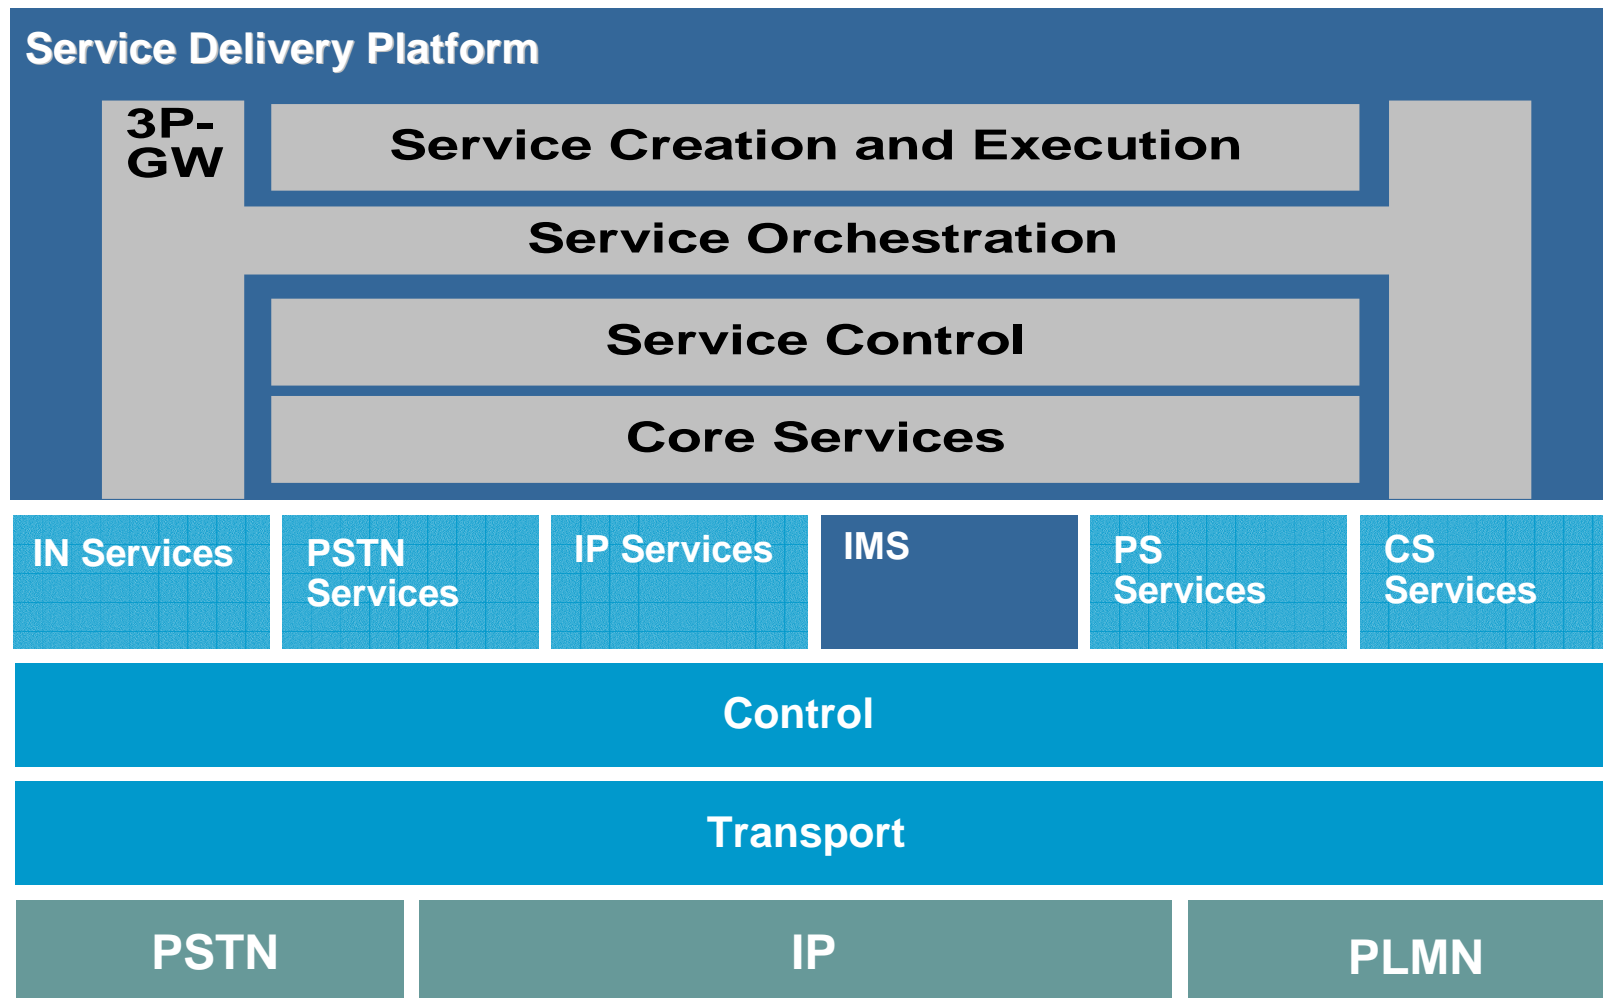 Service Delivery Platform
3P-
GW
Service Creation and Execution
Service Orchestration
Service Control
Core Services
IN Services
PSTN
Services
IP Services
IMS
PS
Services
CS
Services
Control
Transport
PSTN
IP
PLMN